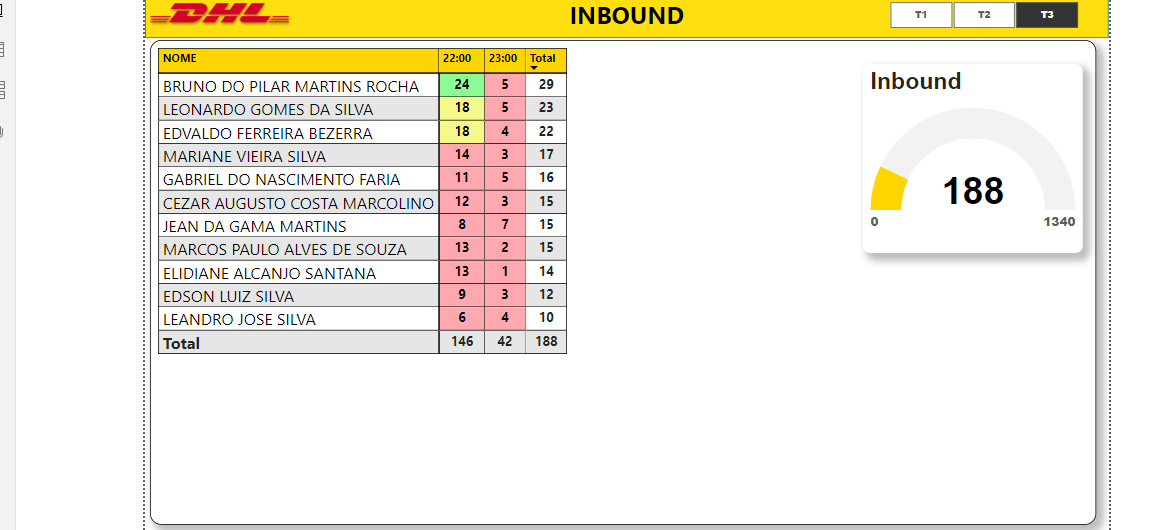 DHL INBOUND T1 T2 T3
NOME 22:00 23:00 Total
BRUNO DO PILAR MARTINS ROCHA 24 5 29
LEONARDO GOMES DA SILVA 18 5 23
EDVALDO FERREIRA BEZERRA 18 4 22
MARIANE VIEIRA SILVA 14 3 17
GABRIEL DO NASCIMENTO FARIA 11 5 16
CEZAR AUGUSTO COSTA MARCOLINO 12 3 15
JEAN DA GAMA MARTINS 8 7 15
MARCOS PAULO ALVES DE SOUZA 13 2 15
ELIDIANE ALCANJO SANTANA 13 1 14
EDSON LUIZ SILVA 9 3 12
LEANDRO JOSE SILVA 6 4 10
Total 146 42 188
Inbound
188
0 1340